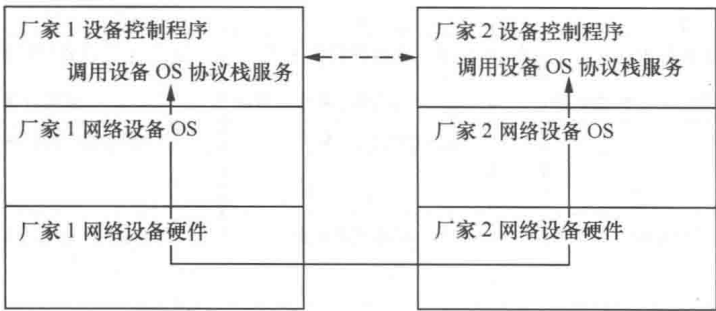 厂家 1 设备控制程序
调用设备 OS 协议栈服务
厂家 1 网络设备 OS
厂家 1 网络设备硬件
厂家 2 设备控制程序
调用设备 OS 协议栈服务
厂家 2 网络设备 OS
厂家 2 网络设备硬件